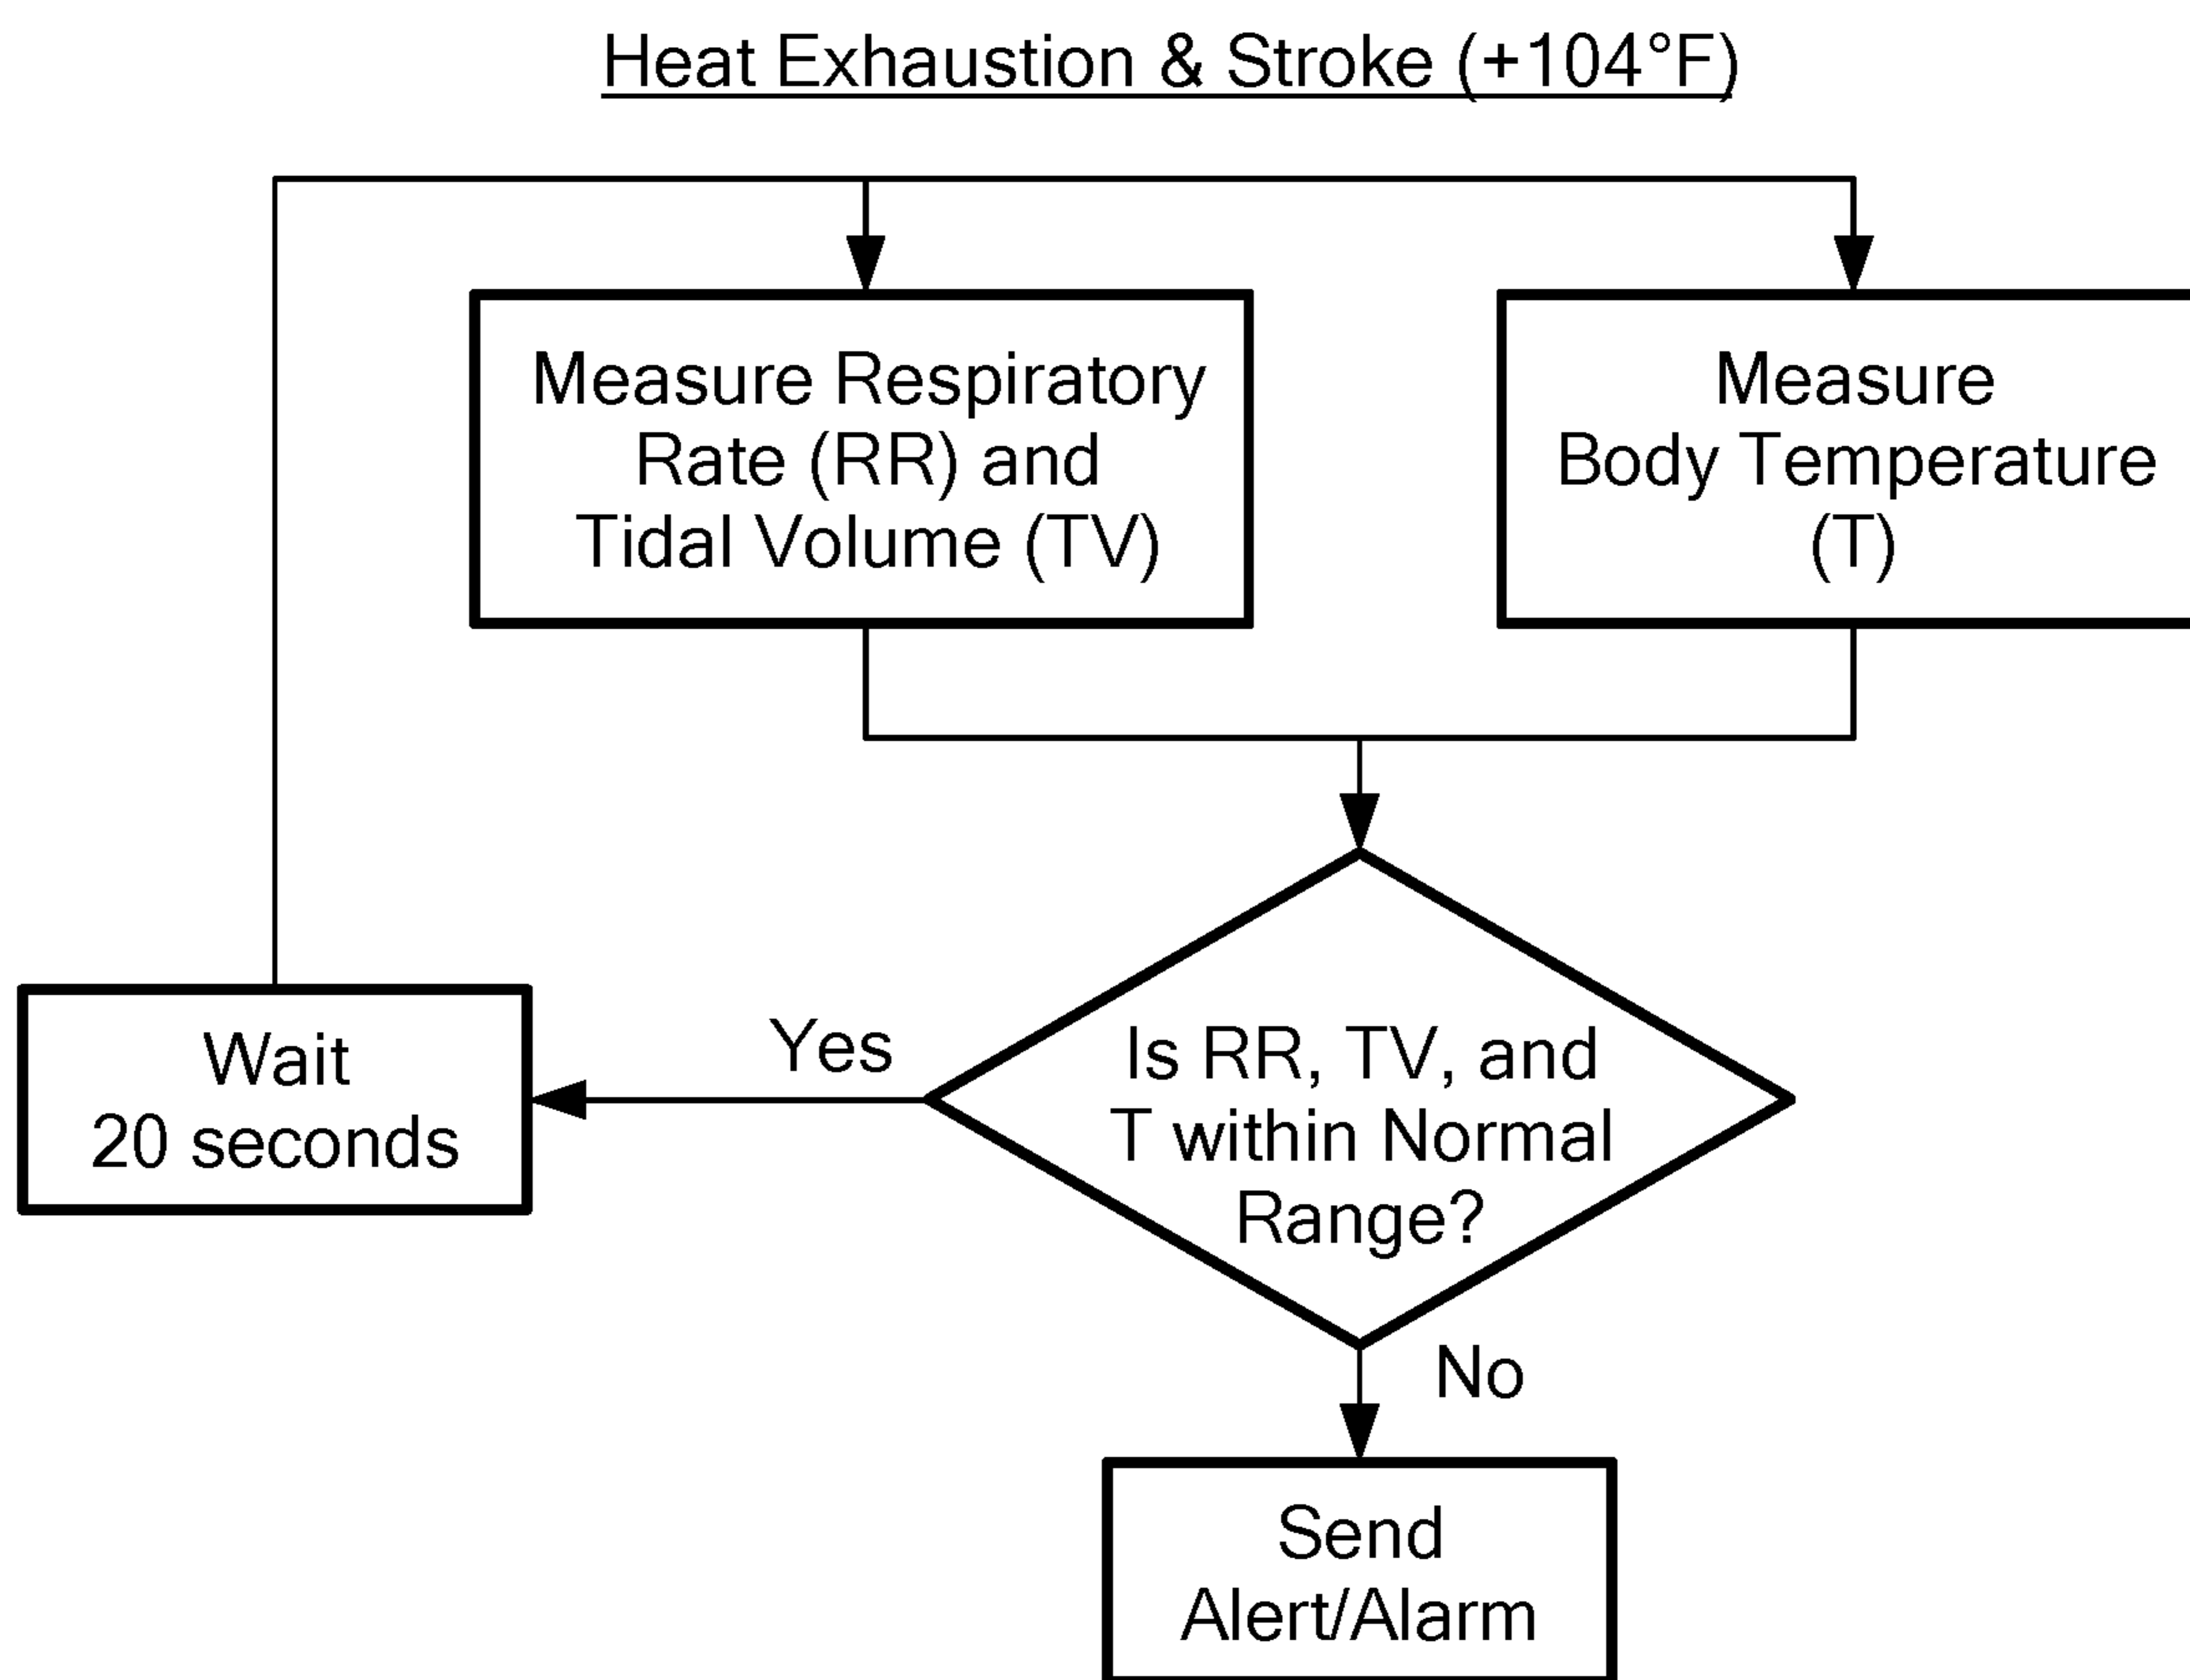 Heat Exhaustion & Stroke (+104°F)
Measure Respiratory
Rate (RR) and
Tidal Volume (TV)
Measure
Body Temperature
(T)
Is RR, TV, and
T within Normal
Range?
Yes
Wait
20 seconds
No
Send
Alert/Alarm